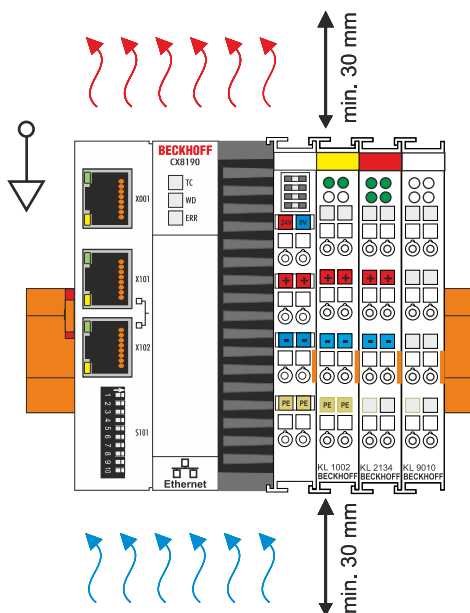 min. 30 mm
BECKHOFF
CX8190
TC
WD
ERR
X001
X101
X102
S101
1 2 3 4 5 6 7 8 9 10
Ethernet
24V 0V
+ + + + + +
- - - - - -
PE PE PE PE
KL 1002
BECKHOFF
KL 2134
BECKHOFF
KL 9010
BECKHOFF
min. 30 mm